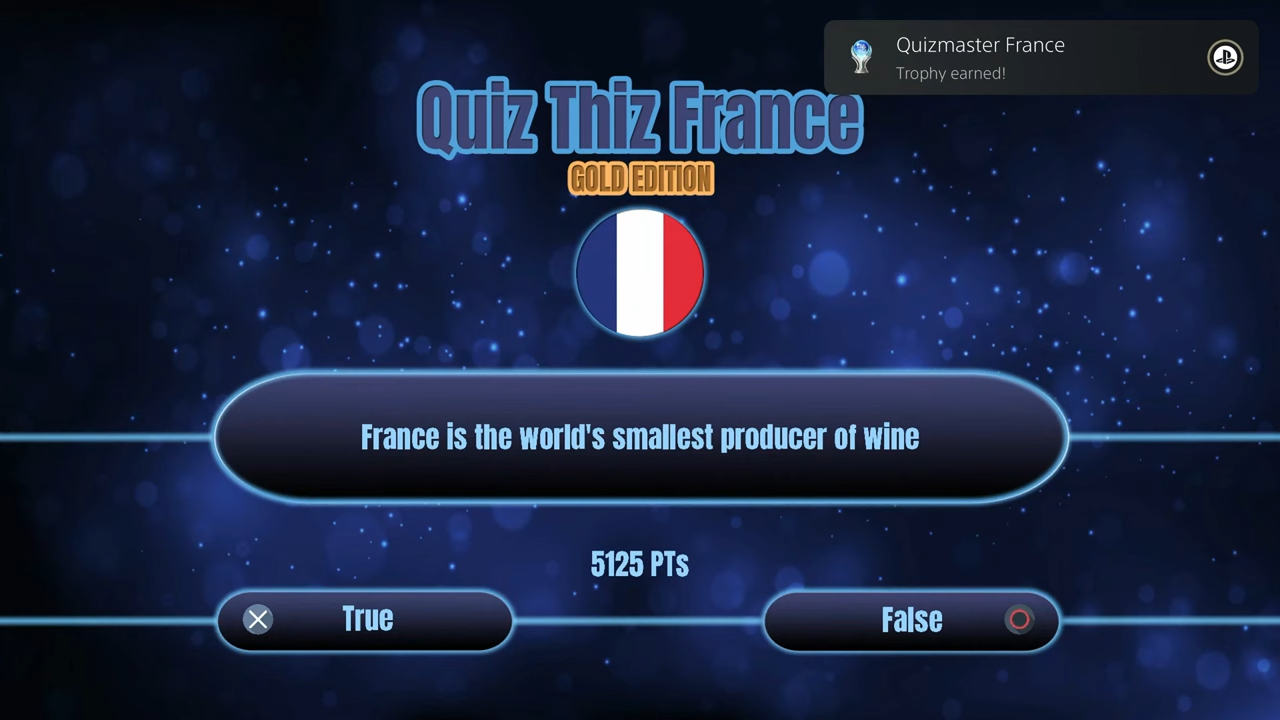 Quizmaster France
Trophy earned!
Quiz Thiz France
GOLD EDITION
France is the world's smallest producer of wine
5125 PTs
True
False